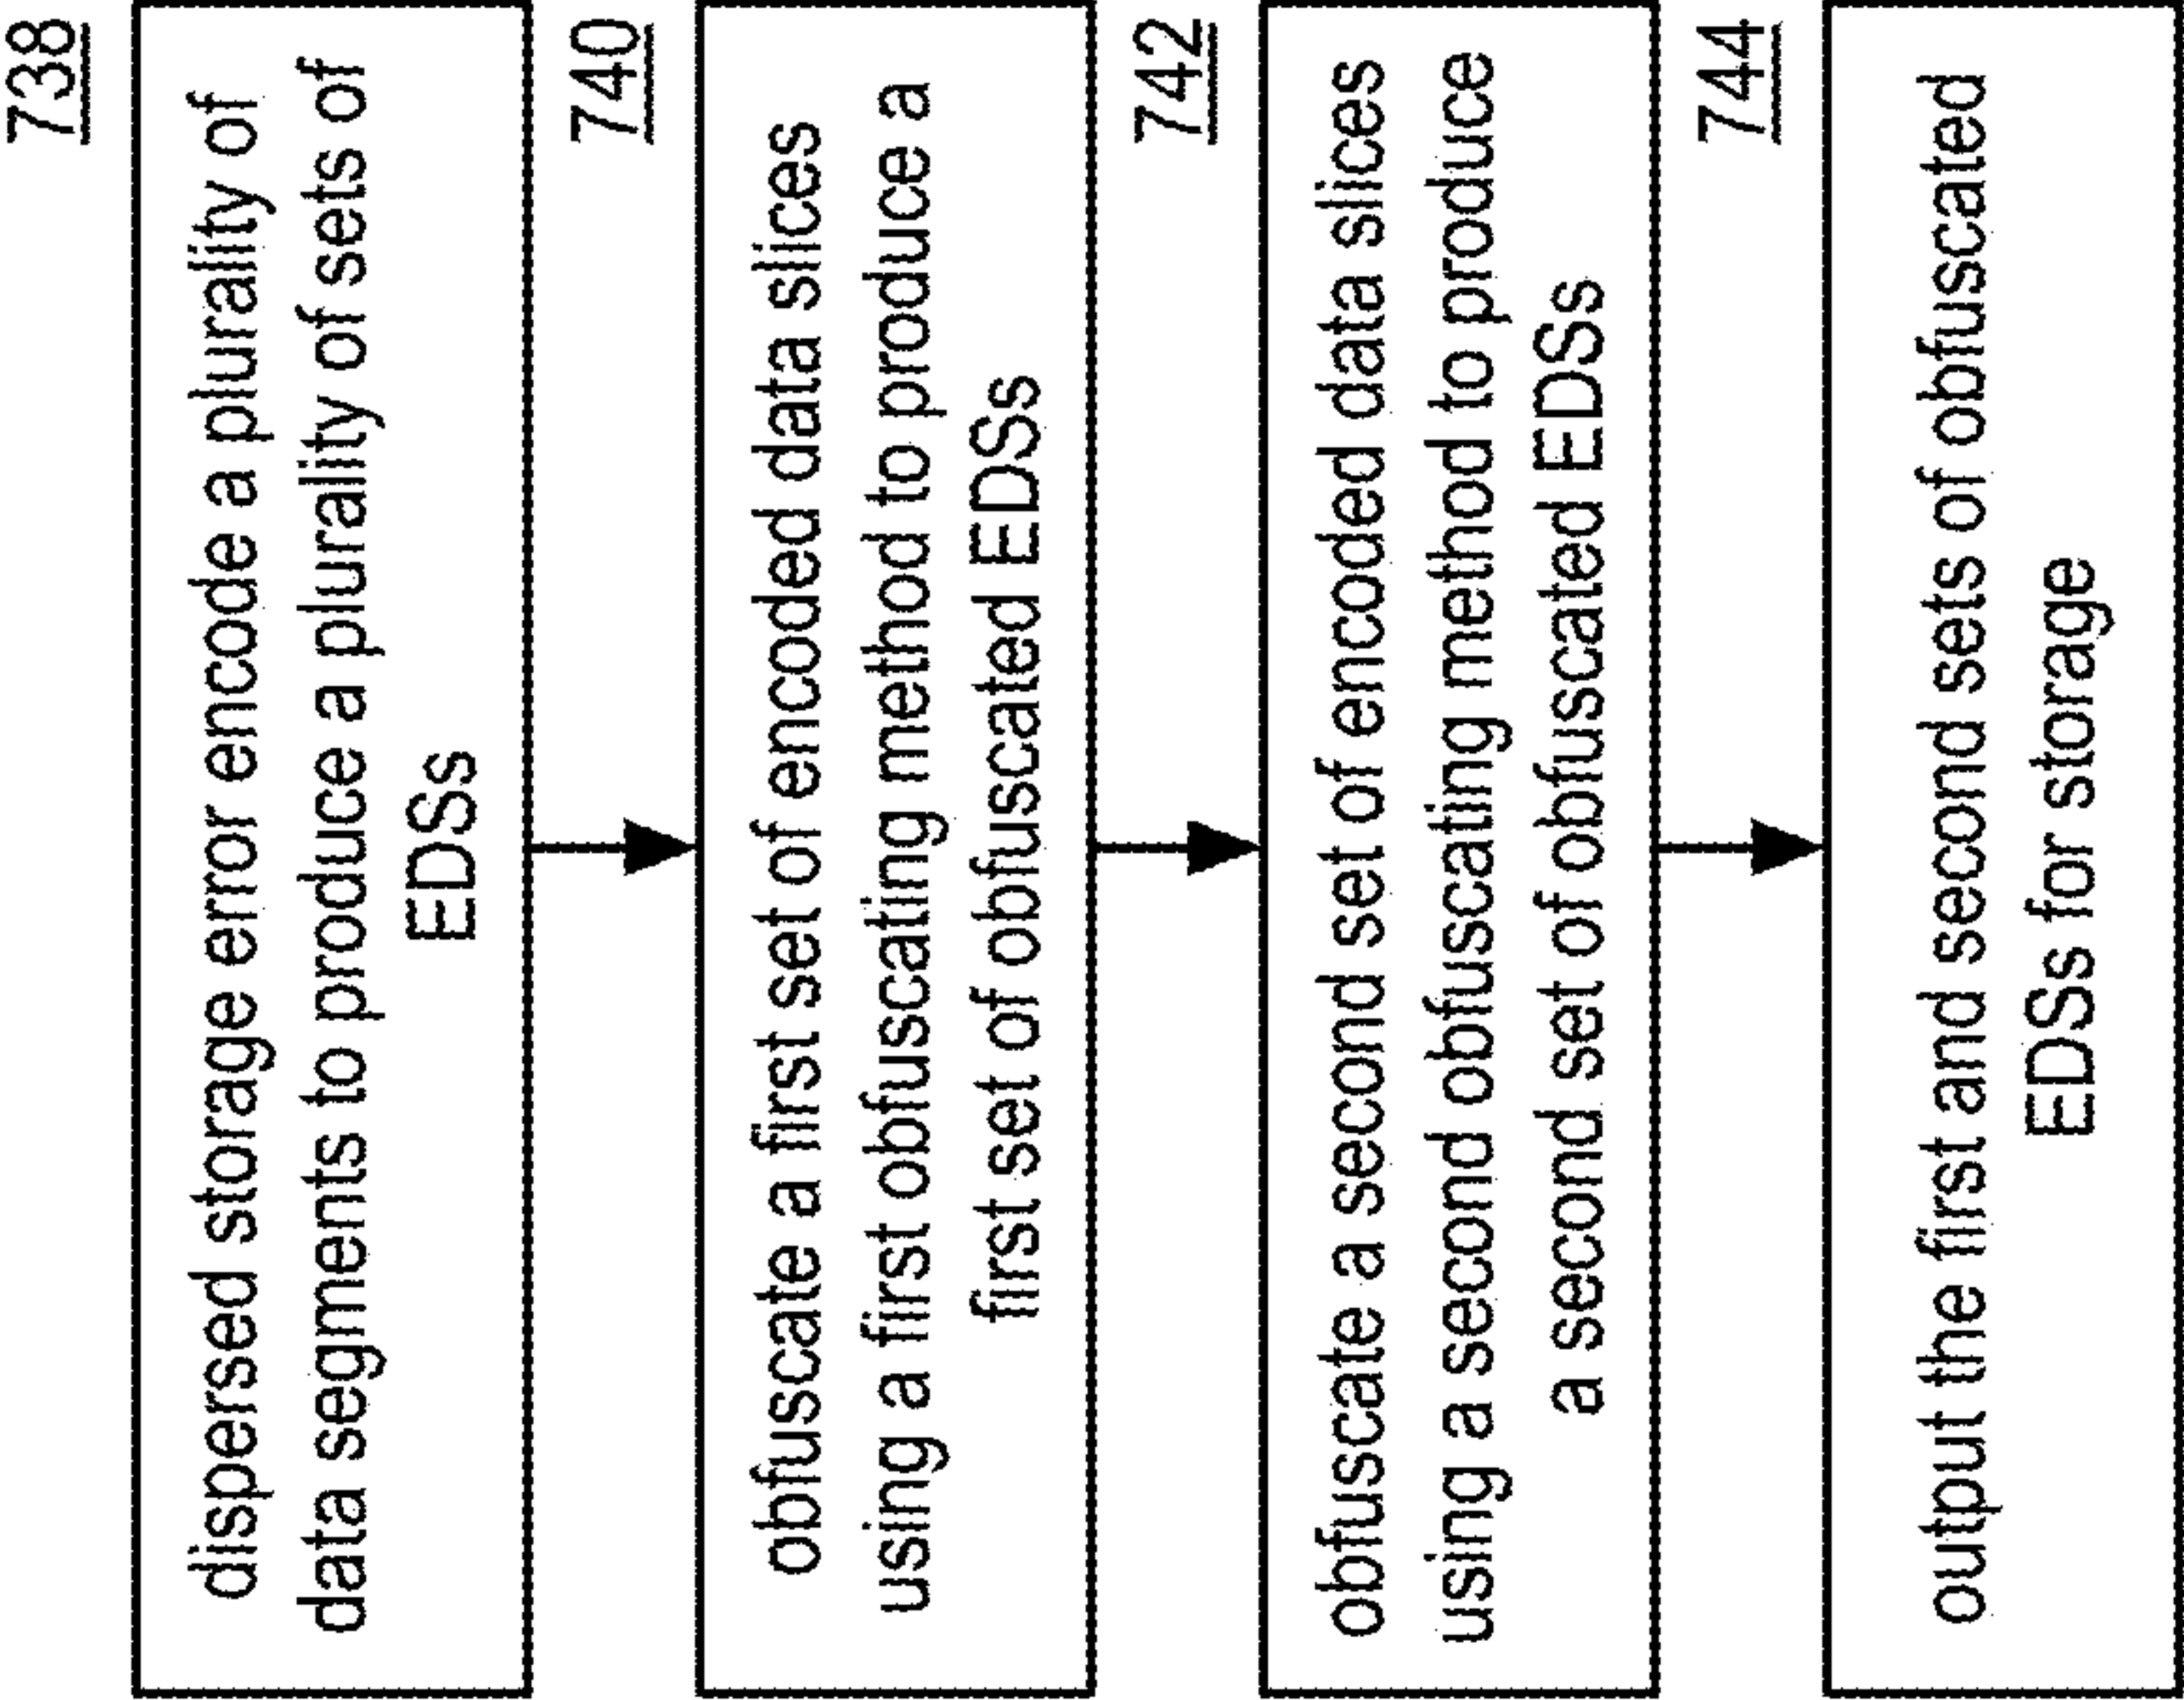 738
dispersed storage error encode a plurality of
data segments to produce a plurality of sets of
EDSs
740
obfuscate a first set of encoded data slices
using a first obfuscating method to produce a
first set of obfuscated EDSs
742
obfuscate a second set of encoded data slices
using a second obfuscating method to produce
a second set of obfuscated EDSs
744
output the first and second sets of obfuscated
EDSs for storage